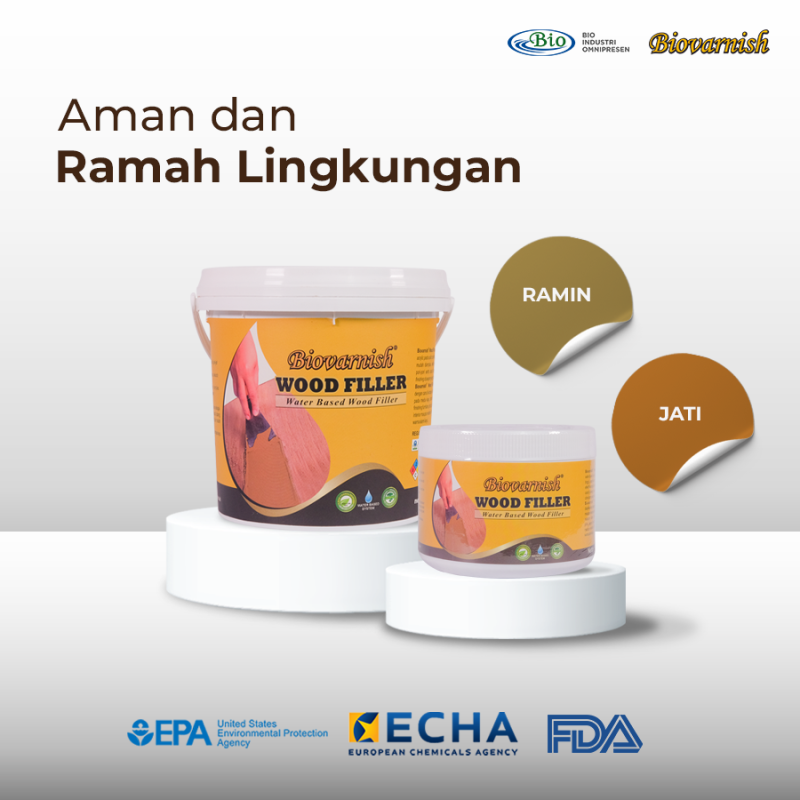 Bio
BIO
INDUSTRI
OMNIPRESEN
Biovarnish
Aman dan
Ramah Lingkungan
RAMIN
JATI
Biovarnish®
WOOD FILLER
Water Based Wood Filler
Biovarnish®
WOOD FILLER
Water Based Wood Filler
EPA
United States
Environmental Protection
Agency
ECHA
EUROPEAN CHEMICALS AGENCY
FDA